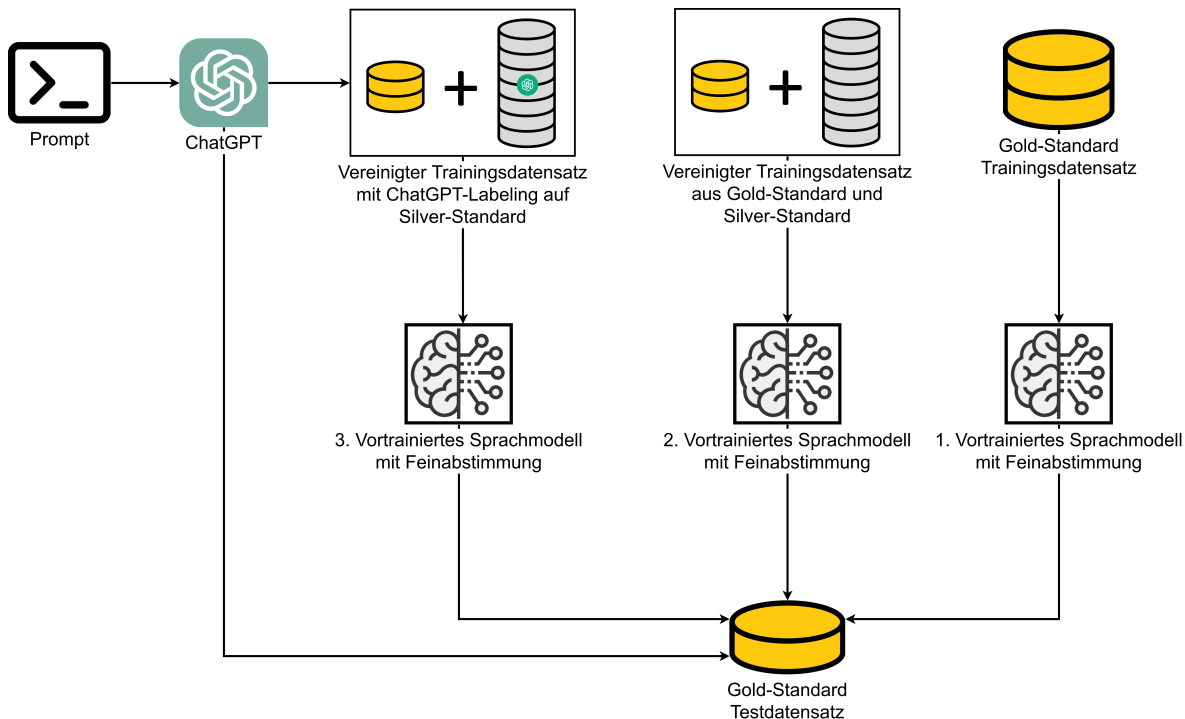 Prompt
ChatGPT
Vereinigter Trainingsdatensatz
mit ChatGPT-Labeling auf
Silver-Standard
Vereinigter Trainingsdatensatz
aus Gold-Standard und
Silver-Standard
Gold-Standard
Trainingsdatensatz
3. Vortrainiertes Sprachmodell
mit Feinabstimmung
2. Vortrainiertes Sprachmodell
mit Feinabstimmung
1. Vortrainiertes Sprachmodell
mit Feinabstimmung
Gold-Standard
Testdatensatz